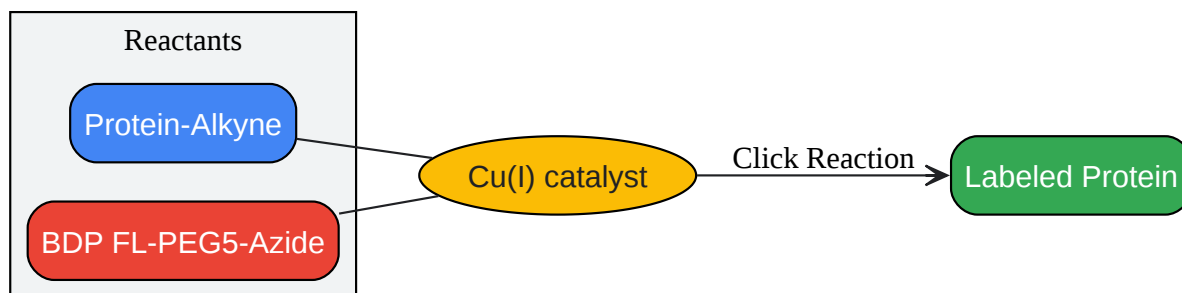 Reactants
Protein-Alkyne
BDP FL-PEG5-Azide
Cu(I) catalyst
Click Reaction
Labeled Protein